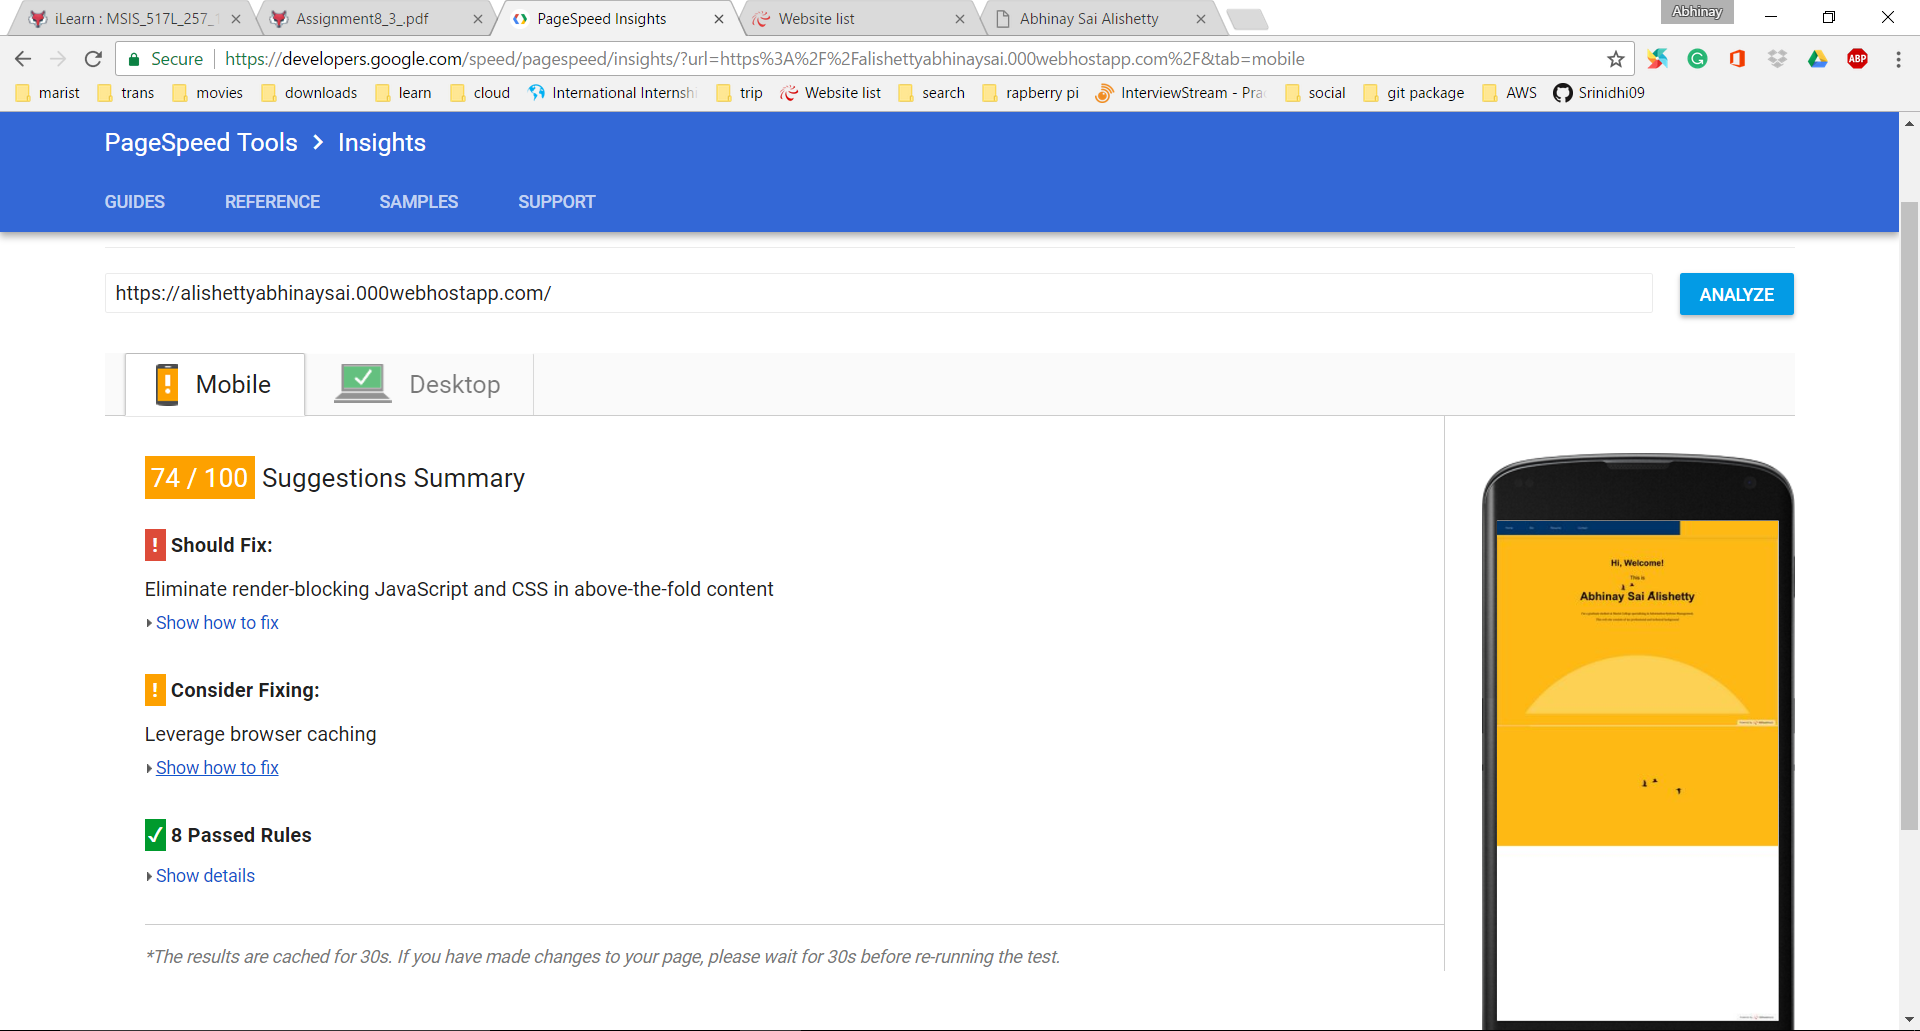 iLearn : MSIS_517L_257_
Assignment8_3_.pdf
PageSpeed Insights
Website list
Abhinay Sai Alishetty
Abhinay
Secure
https://developers.google.com/speed/pagespeed/insights/?url=https%3A%2F%2Falishettyabhinaysai.000webhostapp.com%2F&tab=mobile
ABP
marist
trans
movies
downloads
learn
cloud
International Internshi
trip
Website list
search
rapberry pi
InterviewStream - Pra
social
git package
AWS
Srinidhi09
PageSpeed Tools > Insights
GUIDES
REFERENCE
SAMPLES
SUPPORT
https://alishettyabhinaysai.000webhostapp.com/
ANALYZE
Mobile
Desktop
74 / 100 Suggestions Summary
! Should Fix:
Eliminate render-blocking JavaScript and CSS in above-the-fold content
Show how to fix
! Consider Fixing:
Leverage browser caching
Show how to fix
8 Passed Rules
Show details
*The results are cached for 30s. If you have made changes to your page, please wait for 30s before re-running the test.
Hi, Welcome!
This is
Abhinay Sai Alishetty